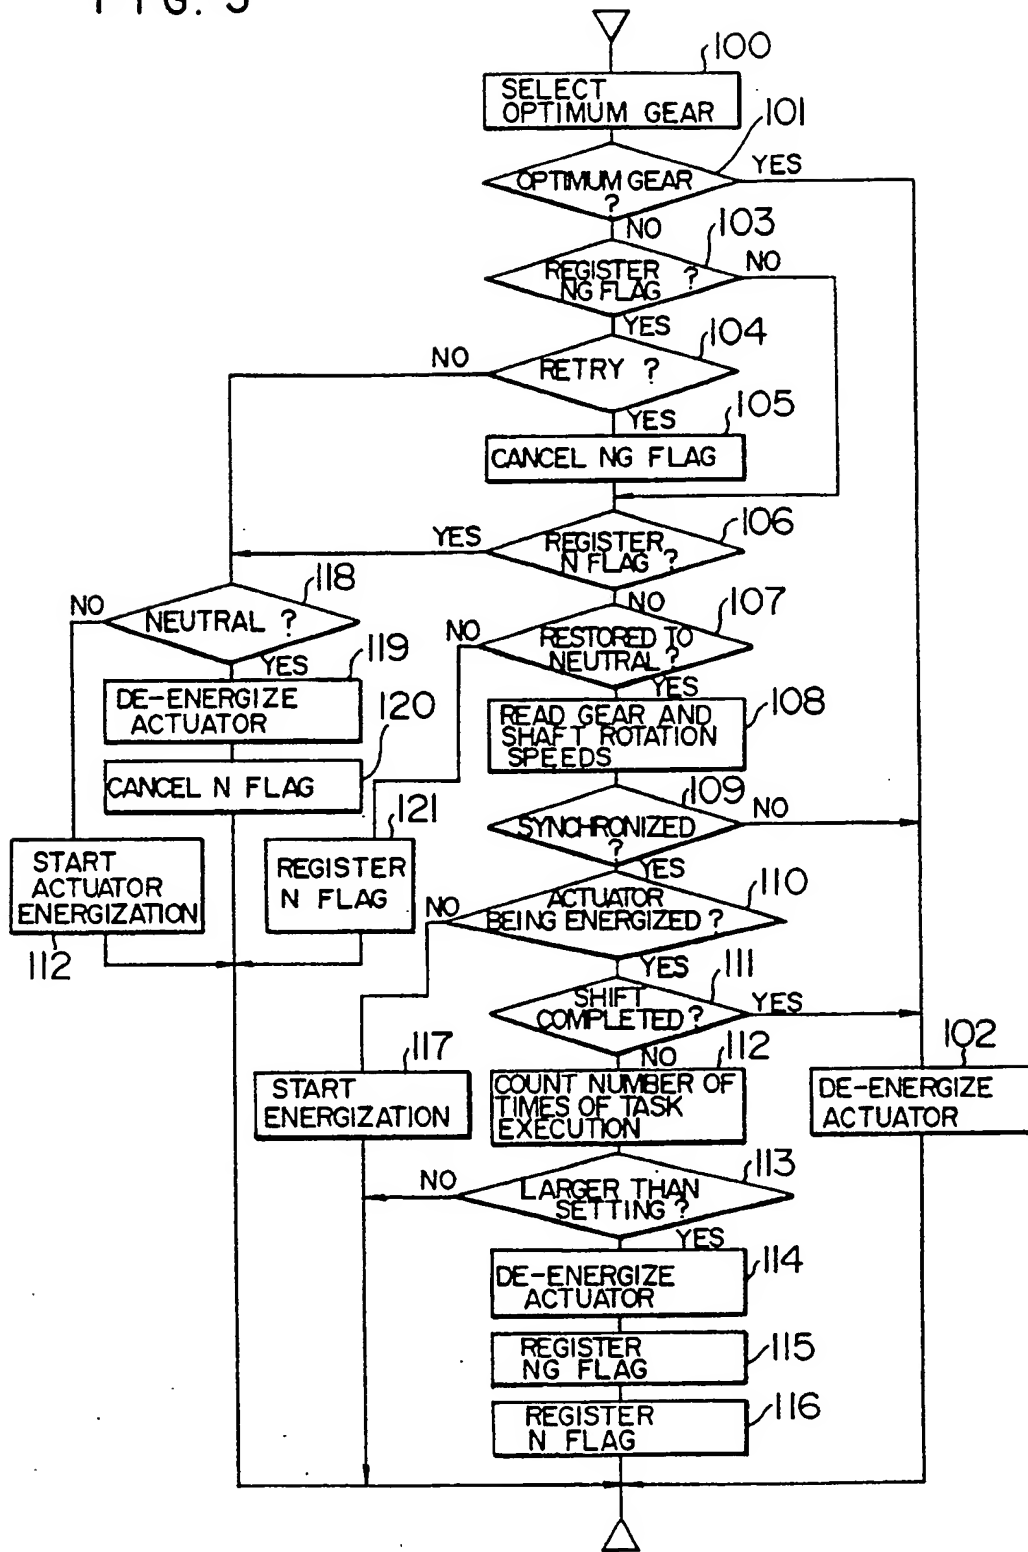 FIG. 5
100
SELECT
OPTIMUM GEAR
101
OPTIMUM GEAR
?
YES
NO
103
REGISTER
NG FLAG ?
NO
YES
104
RETRY ?
NO
YES
105
CANCEL NG FLAG
106
REGISTER
N FLAG ?
YES
NO
118
NEUTRAL ?
NO
YES
107
RESTORED TO
NEUTRAL ?
NO
YES
119
DE-ENERGIZE
ACTUATOR
108
READ GEAR AND
SHAFT ROTATION
SPEEDS
120
CANCEL N FLAG
109
SYNCHRONIZED
?
NO
YES
START
ACTUATOR
ENERGIZATION
112
121
REGISTER
N FLAG
110
ACTUATOR
BEING ENERGIZED ?
NO
YES
111
SHIFT
COMPLETED ?
YES
NO
117
START
ENERGIZATION
112
COUNT NUMBER OF
TIMES OF TASK
EXECUTION
102
DE-ENERGIZE
ACTUATOR
113
LARGER THAN
SETTING ?
NO
YES
114
DE-ENERGIZE
ACTUATOR
115
REGISTER
NG FLAG
116
REGISTER
N FLAG